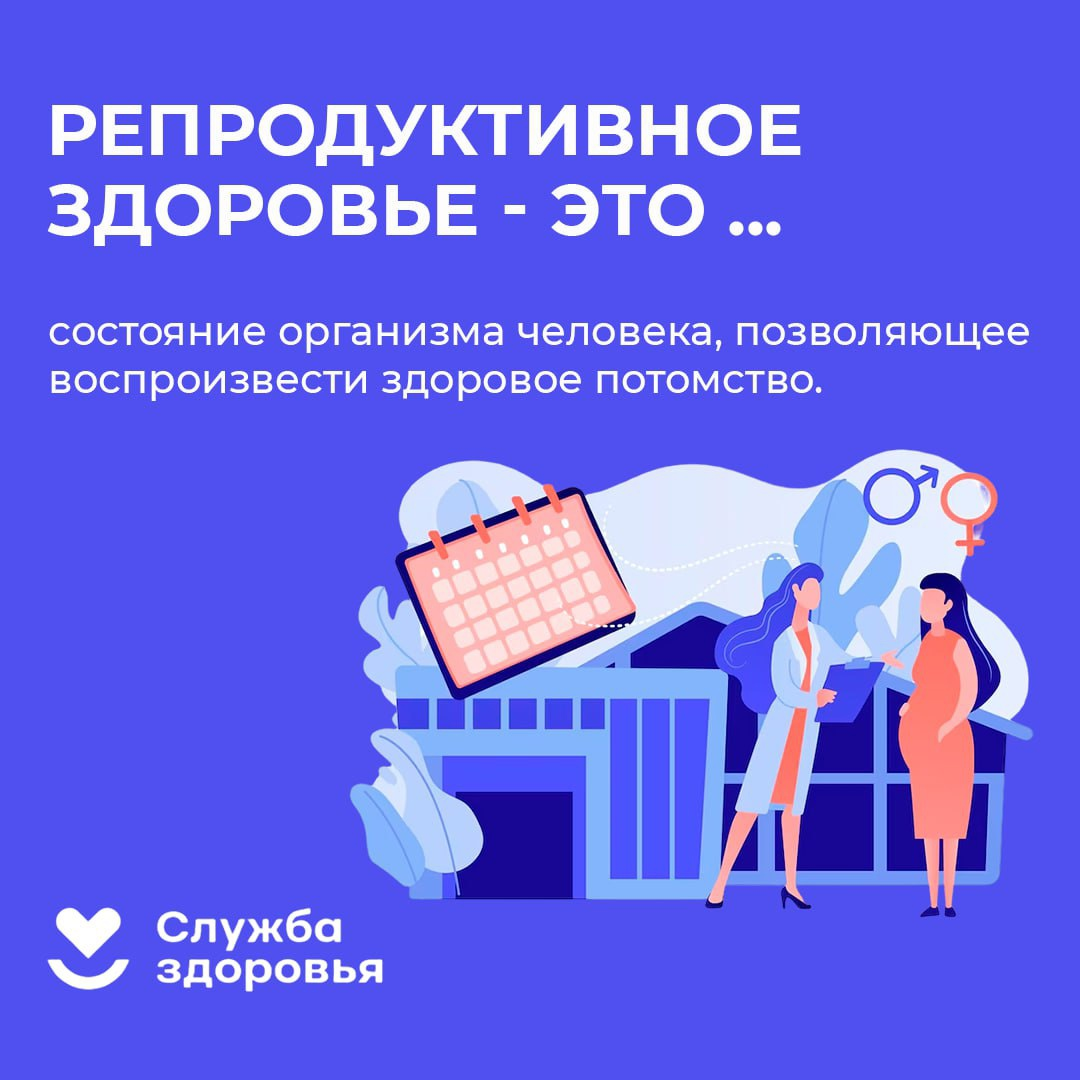 РЕПРОДУКТИВНОЕ
ЗДОРОВЬЕ - ЭТО ...
состояние организма человека, позволяющее
воспроизвести здоровое потомство.
Служба
здоровья